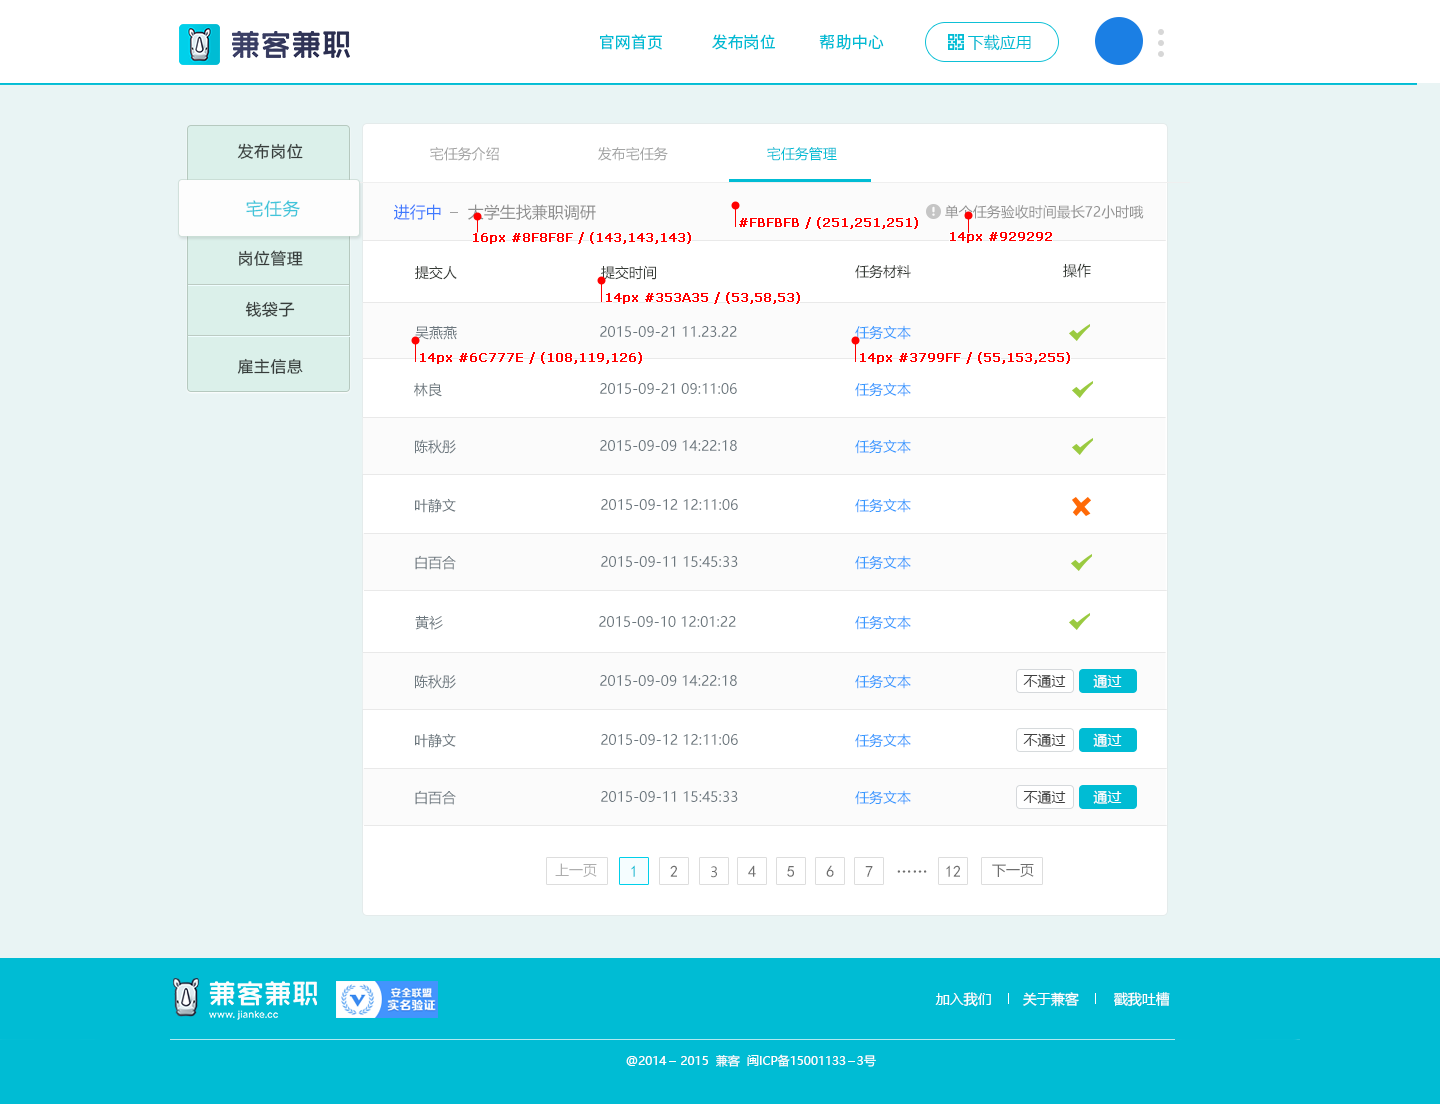 兼客兼职 官网首页 发布岗位 帮助中心 下载应用
发布岗位
宅任务
岗位管理
钱袋子
雇主信息
宅任务介绍 发布宅任务 宅任务管理
进行中 – 大学生找兼职调研 单个任务验收时间最长72小时哦
16px #8F8F8F / (143,143,143) #FBFBFB / (251,251,251) 14px #929292
提交人 提交时间 任务材料 操作
14px #353A35 / (53,58,53)
吴燕燕 2015-09-21 11.23.22 任务文本
14px #6C777E / (108,119,126) 14px #3799FF / (55,153,255)
林良 2015-09-21 09:11:06 任务文本
陈秋彤 2015-09-09 14:22:18 任务文本
叶静文 2015-09-12 12:11:06 任务文本
白百合 2015-09-11 15:45:33 任务文本
黄衫 2015-09-10 12:01:22 任务文本
陈秋彤 2015-09-09 14:22:18 任务文本 不通过 通过
叶静文 2015-09-12 12:11:06 任务文本 不通过 通过
白百合 2015-09-11 15:45:33 任务文本 不通过 通过
上一页 1 2 3 4 5 6 7 …… 12 下一页
兼客兼职
www.jianke.cc
安全联盟
实名验证
加入我们 关于兼客 戳我吐槽
@2014 – 2015 兼客 闽ICP备15001133 – 3号